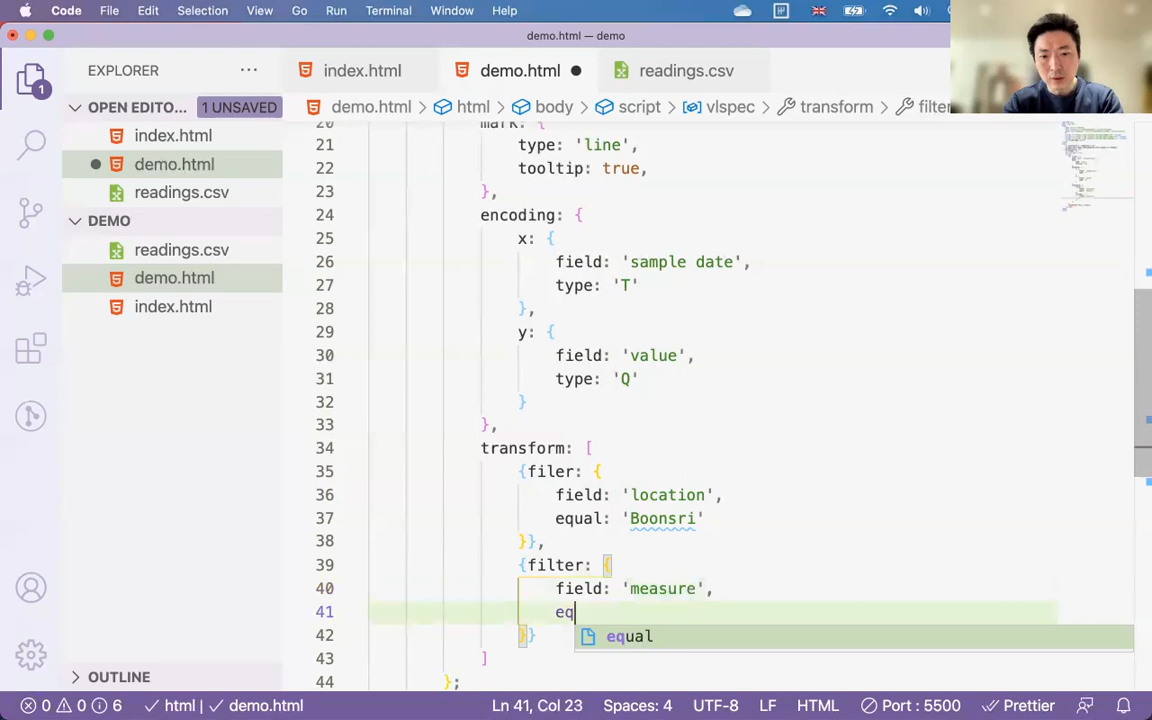 Code File Edit Selection View Go Run Terminal Window Help
demo.html — demo
EXPLORER
index.html demo.html readings.csv
OPEN EDITO... 1 UNSAVED
index.html
demo.html
readings.csv
DEMO
readings.csv
demo.html
index.html
OUTLINE
1
demo.html > html > body > script > vlspec > transform > filter
20 mark: {
21 type: 'line',
22 tooltip: true,
23 },
24 encoding: {
25 x: {
26 field: 'sample date',
27 type: 'T'
28 },
29 y: {
30 field: 'value',
31 type: 'Q'
32 }
33 },
34 transform: [
35 {filer: {
36 field: 'location',
37 equal: 'Boonsri'
38 }},
39 {filter: {
40 field: 'measure',
41 eq
equal
42 }}
43 ]
44 };
0 0 6 html | demo.html Ln 41, Col 23 Spaces: 4 UTF-8 LF HTML Port : 5500 Prettier